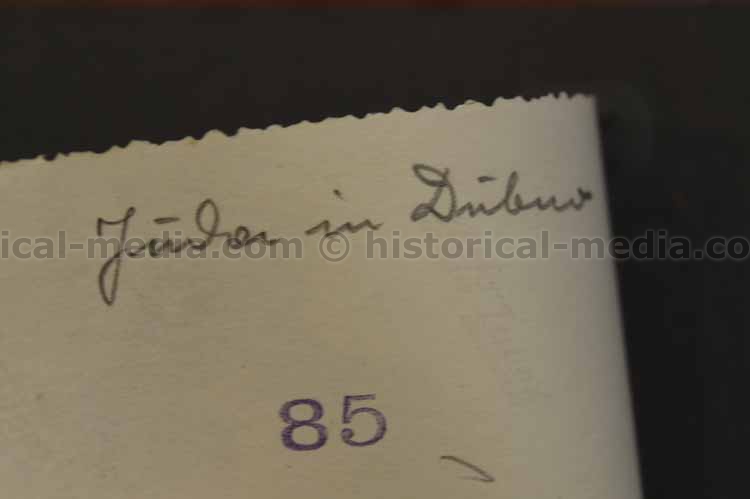 Juden in Dubno
ical-media.com © historical-media.co
85